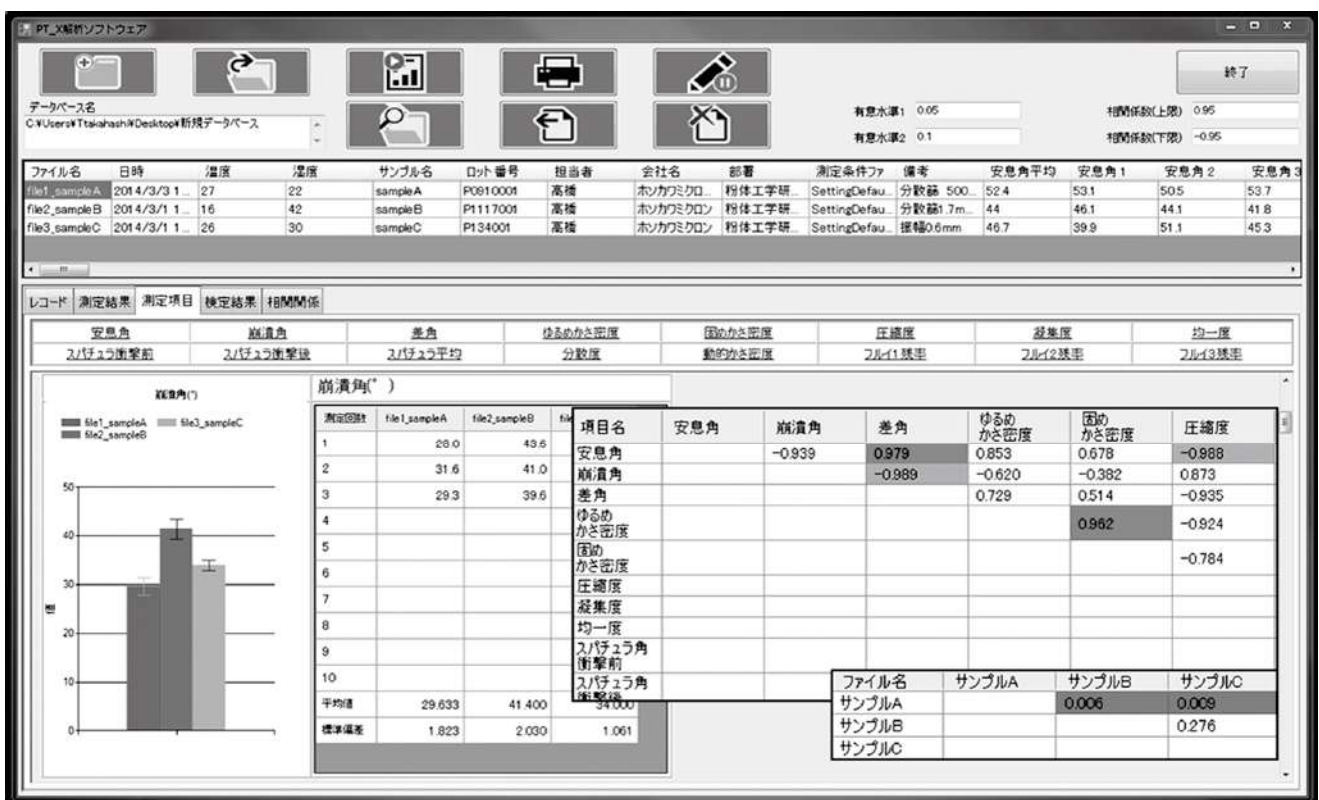 PT_X解析ソフトウェア
終了
データベース名
C:¥Users¥Ttakahashi¥Desktop¥新規データベース
有意水準1 0.05 相関係数(上限) 0.95
有意水準2 0.1 相関係数(下限) -0.95
ファイル名 日時 温度 湿度 サンプル名 ロット番号 担当者 会社名 部署 測定条件ファ 備考 安息角平均 安息角1 安息角2 安息角3
file1_sampleA 2014/3/3 1... 27 22 sampleA P0910001 高橋 ホソカワミクロ... 粉体工学研... SettingDefau... 分散篩 500... 52.4 53.1 50.5 53.7
file2_sampleB 2014/3/1 1... 16 42 sampleB P1117001 高橋 ホソカワミクロン 粉体工学研... SettingDefau... 分散篩1.7m... 44 46.1 44.1 41.8
file3_sampleC 2014/3/1 1... 26 30 sampleC P134001 高橋 ホソカワミクロン 粉体工学研... SettingDefau... 振幅0.6mm 46.7 39.9 51.1 45.3
レコード 測定結果 測定項目 検定結果 相関関係
安息角 崩潰角 差角 ゆるめかさ密度 固めかさ密度 圧縮度 凝集度 均一度
スパチュラ衝撃前 スパチュラ衝撃後 スパチュラ平均 分散度 動的かさ密度 フルイ1残率 フルイ2残率 フルイ3残率
崩潰角(°)
file1_sampleA file3_sampleC
file2_sampleB
50
40
30
値
20
10
0
崩潰角(°)
測定回数 file1_sampleA file2_sampleB
1 28.0 43.6
2 31.6 41.0
3 29.3 39.6
4
5
6
7
8
9
10
平均値 29.633 41.400 34.000
標準偏差 1.823 2.030 1.061
項目名 安息角 崩潰角 差角 ゆるめ かさ密度 固め かさ密度 圧縮度
安息角 -0.939 0.979 0.853 0.678 -0.988
崩潰角 -0.989 -0.620 -0.382 0.873
差角 0.729 0.514 -0.935
ゆるめ
かさ密度 0.962 -0.924
固め
かさ密度 -0.784
圧縮度
凝集度
均一度
スパチュラ角
衝撃前
スパチュラ角
衝撃後
ファイル名 サンプルA サンプルB サンプルC
サンプルA 0.006 0.009
サンプルB 0.276
サンプルC